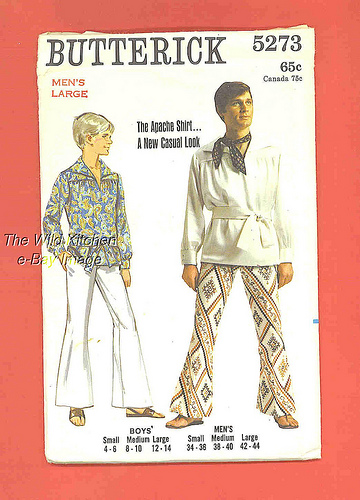 BUTTERICK 5273
65c
Canada 75c
MEN'S
LARGE
The Apache Shirt...
A New Casual Look
The Wild Kitchen
e-Bay Image
BOYS' MEN'S
Small Medium Large Small Medium Large
4-6 8-10 12-14 34-36 38-40 42-44